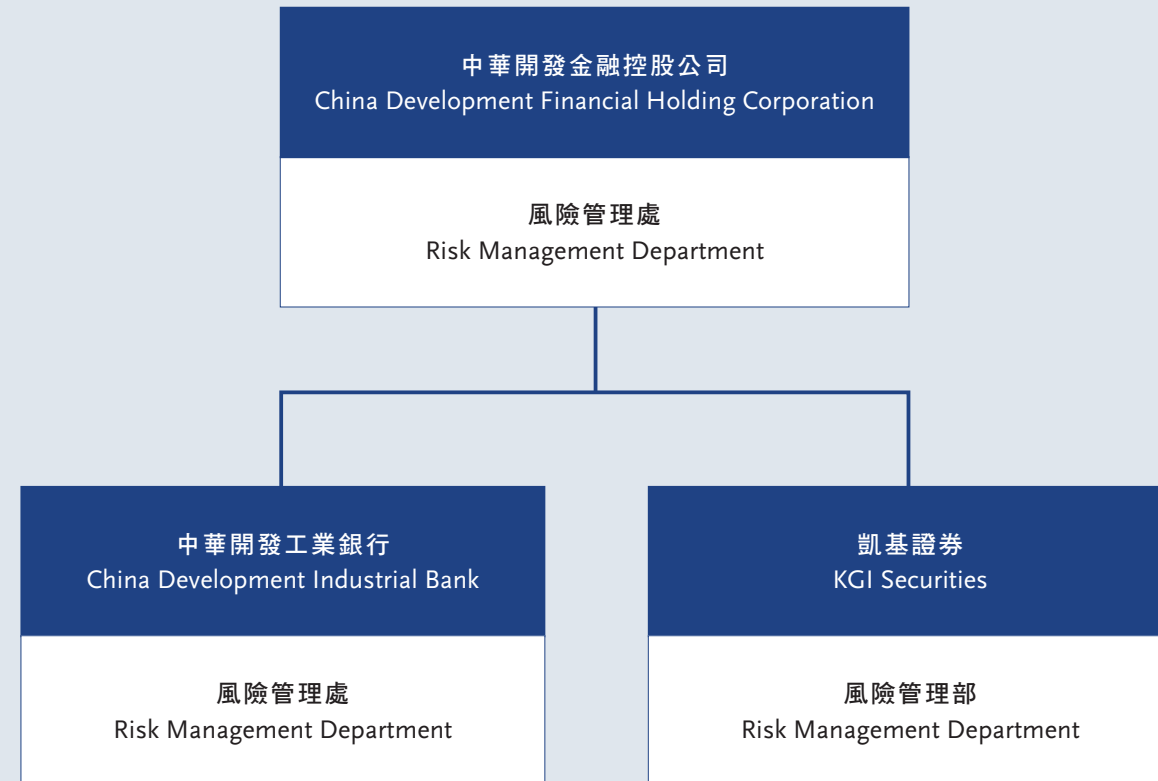 中華開發金融控股公司
China Development Financial Holding Corporation
風險管理處
Risk Management Department
中華開發工業銀行
China Development Industrial Bank
風險管理處
Risk Management Department
凱基證券
KGI Securities
風險管理部
Risk Management Department